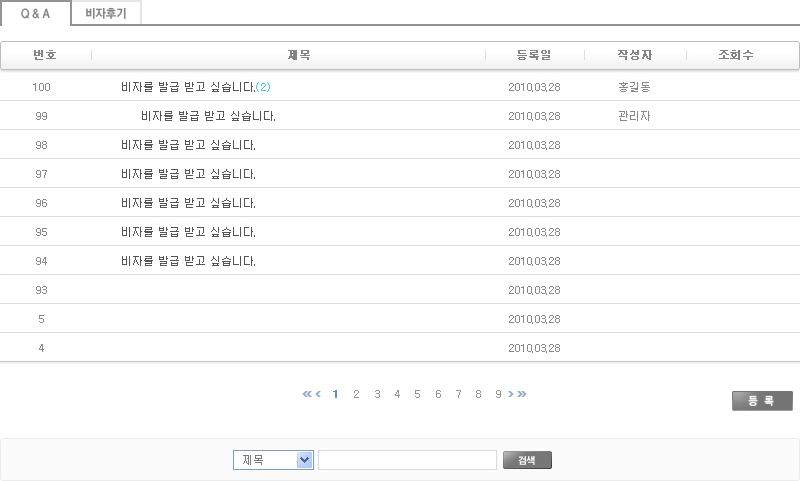 Q & A 비자후기
번호 제목 등록일 작성자 조회수
100 비자를 발급 받고 싶습니다.(2) 2010.03.28 홍길동
99 비자를 발급 받고 싶습니다. 2010.03.28 관리자
98 비자를 발급 받고 싶습니다. 2010.03.28
97 비자를 발급 받고 싶습니다. 2010.03.28
96 비자를 발급 받고 싶습니다. 2010.03.28
95 비자를 발급 받고 싶습니다. 2010.03.28
94 비자를 발급 받고 싶습니다. 2010.03.28
93 2010.03.28
5 2010.03.28
4 2010.03.28
« < 1 2 3 4 5 6 7 8 9 > »
등 록
제목 검색